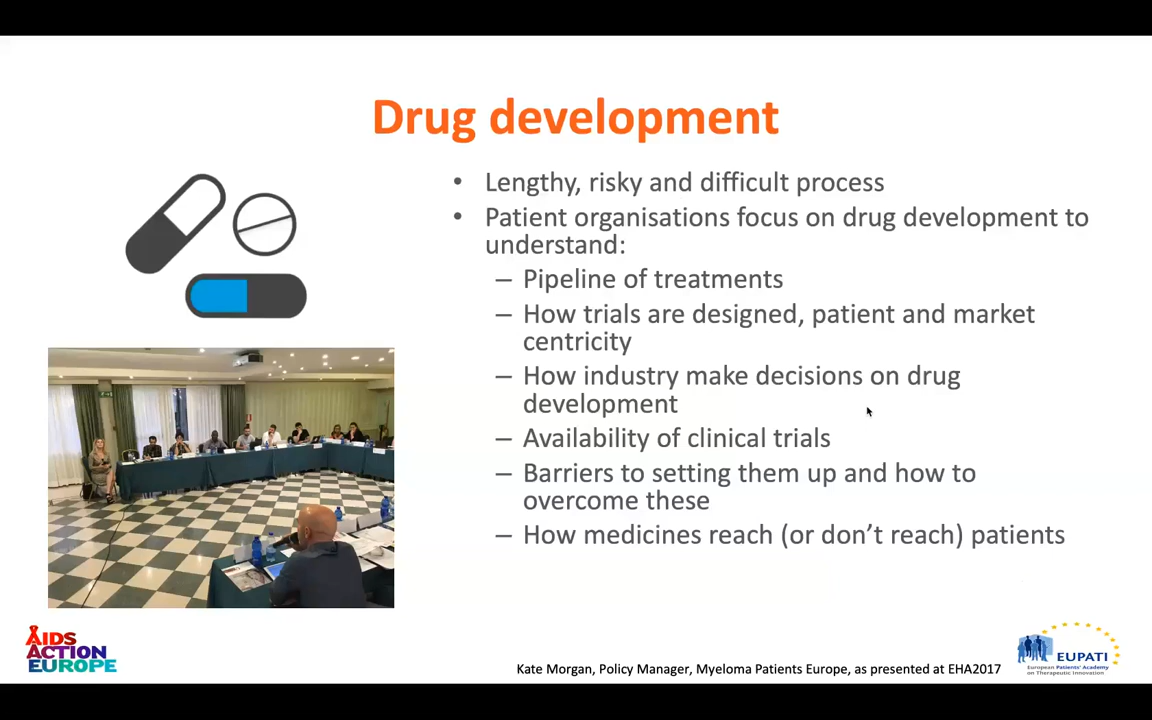 Drug development
• Lengthy, risky and difficult process
• Patient organisations focus on drug development to
understand:
– Pipeline of treatments
– How trials are designed, patient and market
centricity
– How industry make decisions on drug
development
– Availability of clinical trials
– Barriers to setting them up and how to
overcome these
– How medicines reach (or don’t reach) patients
AIDS
ACTION
EUROPE
Kate Morgan, Policy Manager, Myeloma Patients Europe, as presented at EHA2017
EUPATI
European Patients' Academy
on Therapeutic Innovation